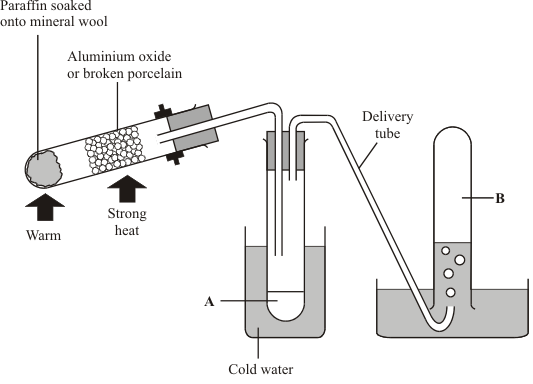 Paraffin soaked
onto mineral wool
Aluminium oxide
or broken porcelain
Delivery
tube
B
Strong
heat
Warm
A
Cold water